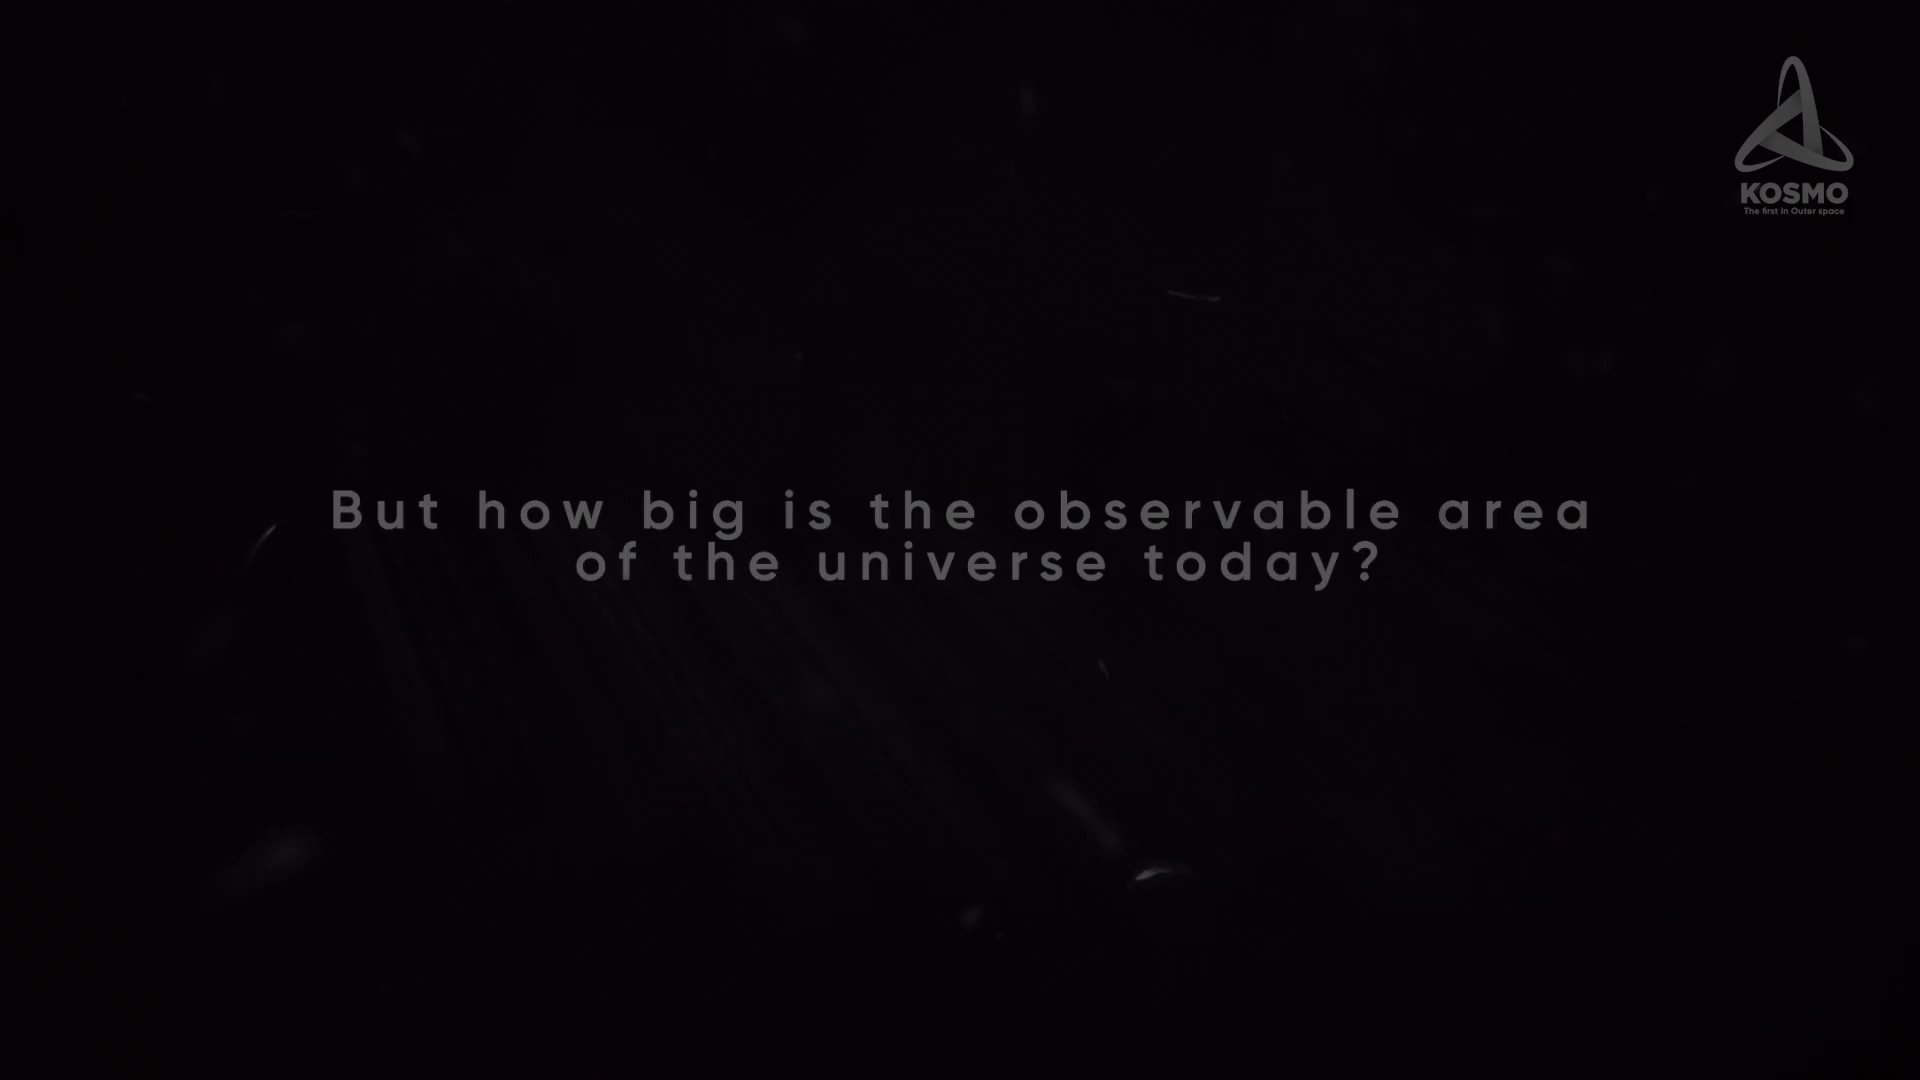 KOSMO
The first in Outer space
But how big is the observable area
of the universe today?